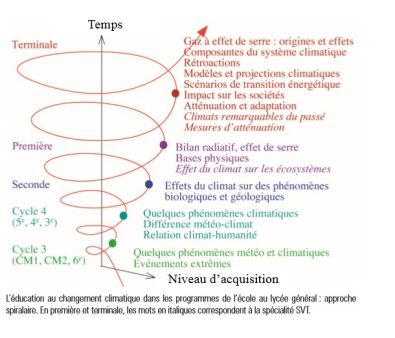 Temps
Terminale
Gaz à effet de serre : origines et effets
Composantes du système climatique
Rétroactions
Modèles et projections climatiques
Scénarios de transition énergétique
Impact sur les sociétés
Atténuation et adaptation
Climats remarquables du passé
Mesures d'atténuation
Première
Bilan radiatif, effet de serre
Bases physiques
Effet du climat sur les écosystèmes
Seconde
Effets du climat sur des phénomènes
biologiques et géologiques
Cycle 4
(5e, 4e, 3e)
Quelques phénomènes climatiques
Différence météo-climat
Relation climat-humanité
Cycle 3
(CM1, CM2, 6e)
Quelques phénomènes météo et climatiques
Événements extrêmes
Niveau d'acquisition
L'éducation au changement climatique dans les programmes de l'école au lycée général : approche
spiralaire. En première et terminale, les mots en italiques correspondent à la spécialité SVT.